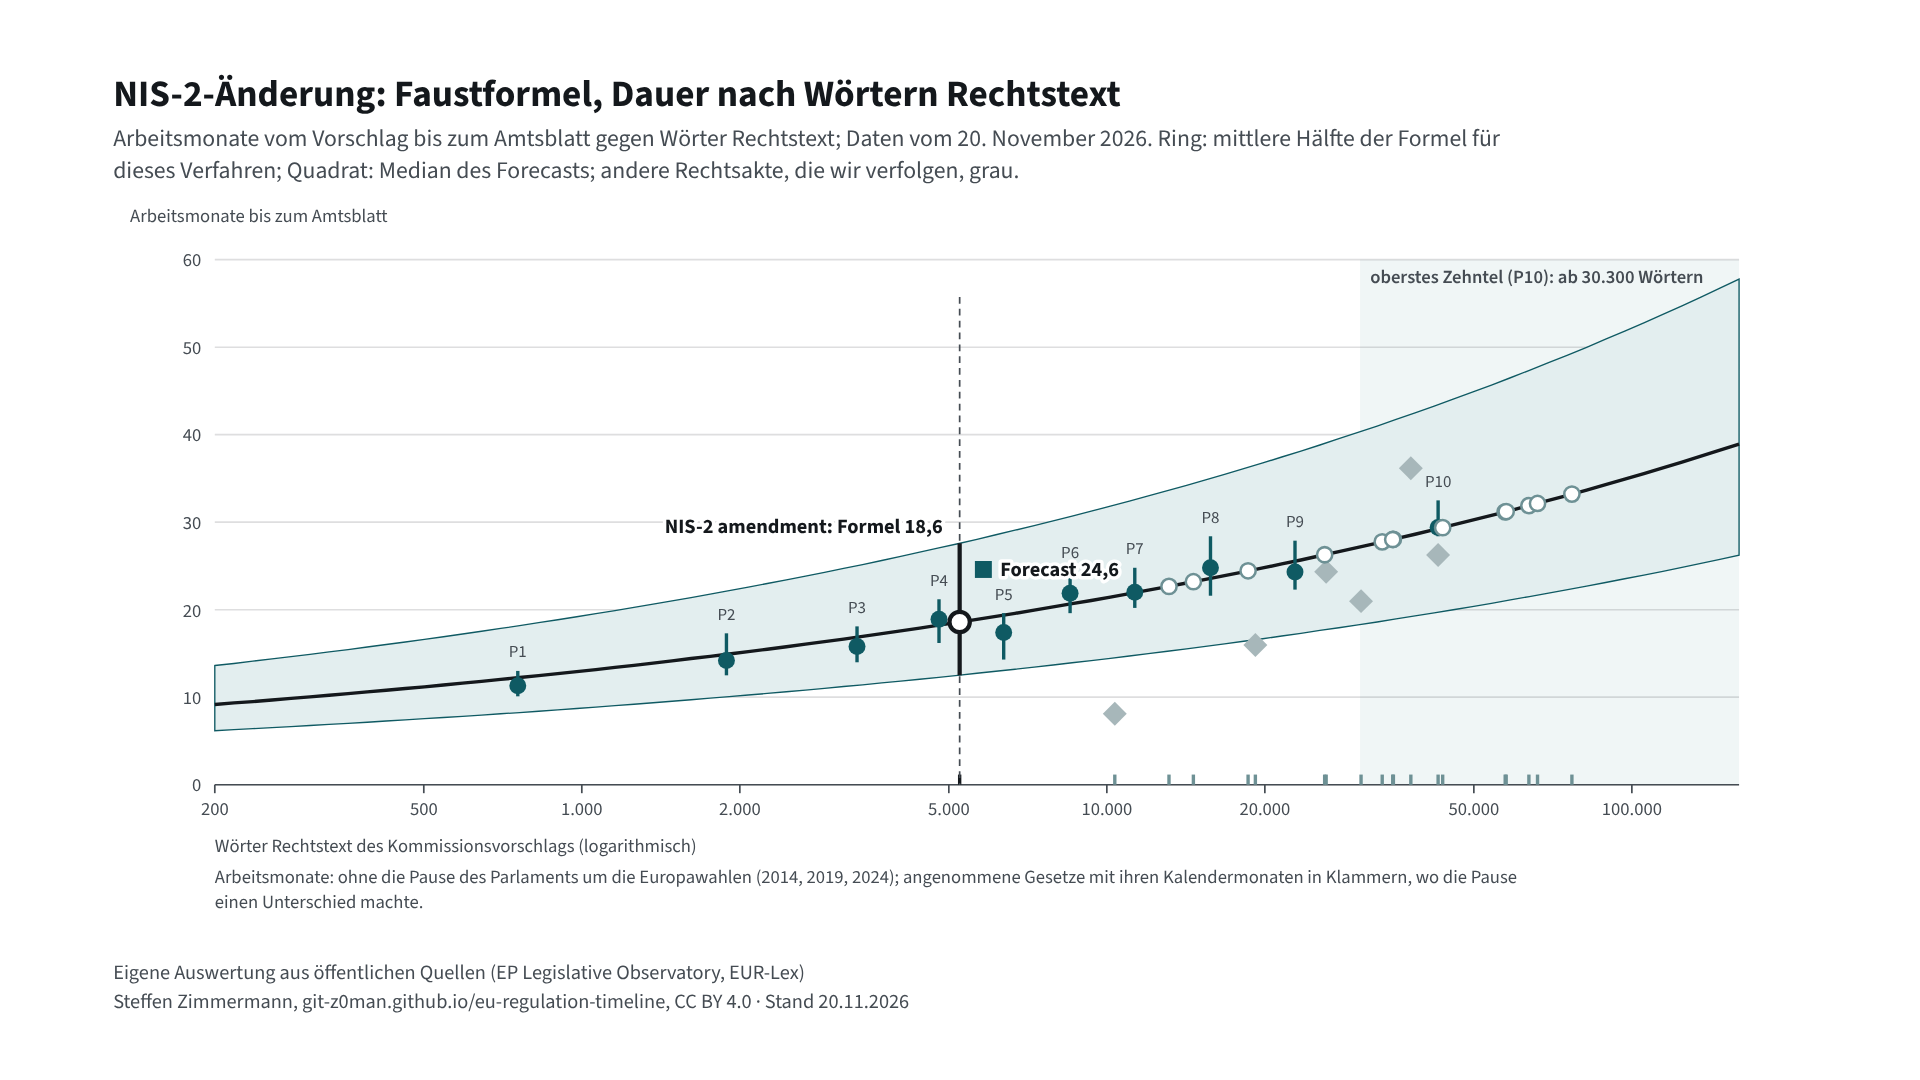 NIS-2-Änderung: Faustformel, Dauer nach Wörtern Rechtstext
Arbeitsmonate vom Vorschlag bis zum Amtsblatt gegen Wörter Rechtstext; Daten vom 20. November 2026. Ring: mittlere Hälfte der Formel für
dieses Verfahren; Quadrat: Median des Forecasts; andere Rechtsakte, die wir verfolgen, grau.
Arbeitsmonate bis zum Amtsblatt
60
oberstes Zehntel (P10): ab 30.300 Wörtern
50
40
P10
P8
P9
30
NIS-2 amendment: Formel 18,6
P7
P6
Forecast 24,6
P4
P5
P3
20
P2
P1
10
0
200
500
1.000
2.000
5.000
10.000
20.000
50.000
100.000
Wörter Rechtstext des Kommissionsvorschlags (logarithmisch)
Arbeitsmonate: ohne die Pause des Parlaments um die Europawahlen (2014, 2019, 2024); angenommene Gesetze mit ihren Kalendermonaten in Klammern, wo die Pause
einen Unterschied machte.
Eigene Auswertung aus öffentlichen Quellen (EP Legislative Observatory, EUR-Lex)
Steffen Zimmermann, git-z0man.github.io/eu-regulation-timeline, CC BY 4.0 · Stand 20.11.2026